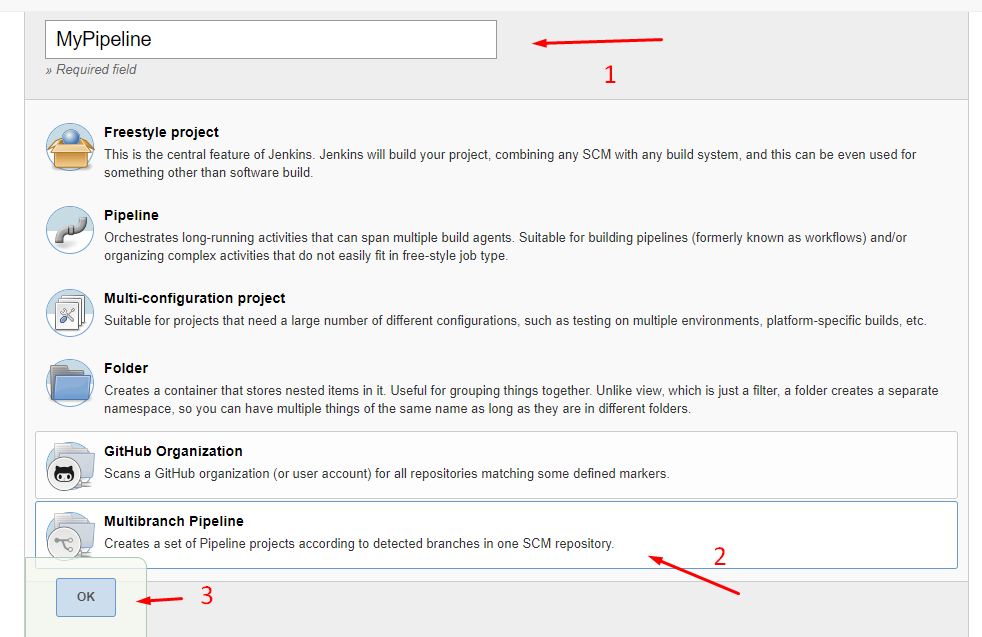 MyPipeline
1
» Required field
Freestyle project
This is the central feature of Jenkins. Jenkins will build your project, combining any SCM with any build system, and this can be even used for
something other than software build.
Pipeline
Orchestrates long-running activities that can span multiple build agents. Suitable for building pipelines (formerly known as workflows) and/or
organizing complex activities that do not easily fit in free-style job type.
Multi-configuration project
Suitable for projects that need a large number of different configurations, such as testing on multiple environments, platform-specific builds, etc.
Folder
Creates a container that stores nested items in it. Useful for grouping things together. Unlike view, which is just a filter, a folder creates a separate
namespace, so you can have multiple things of the same name as long as they are in different folders.
GitHub Organization
Scans a GitHub organization (or user account) for all repositories matching some defined markers.
Multibranch Pipeline
Creates a set of Pipeline projects according to detected branches in one SCM repository.
2
OK
3